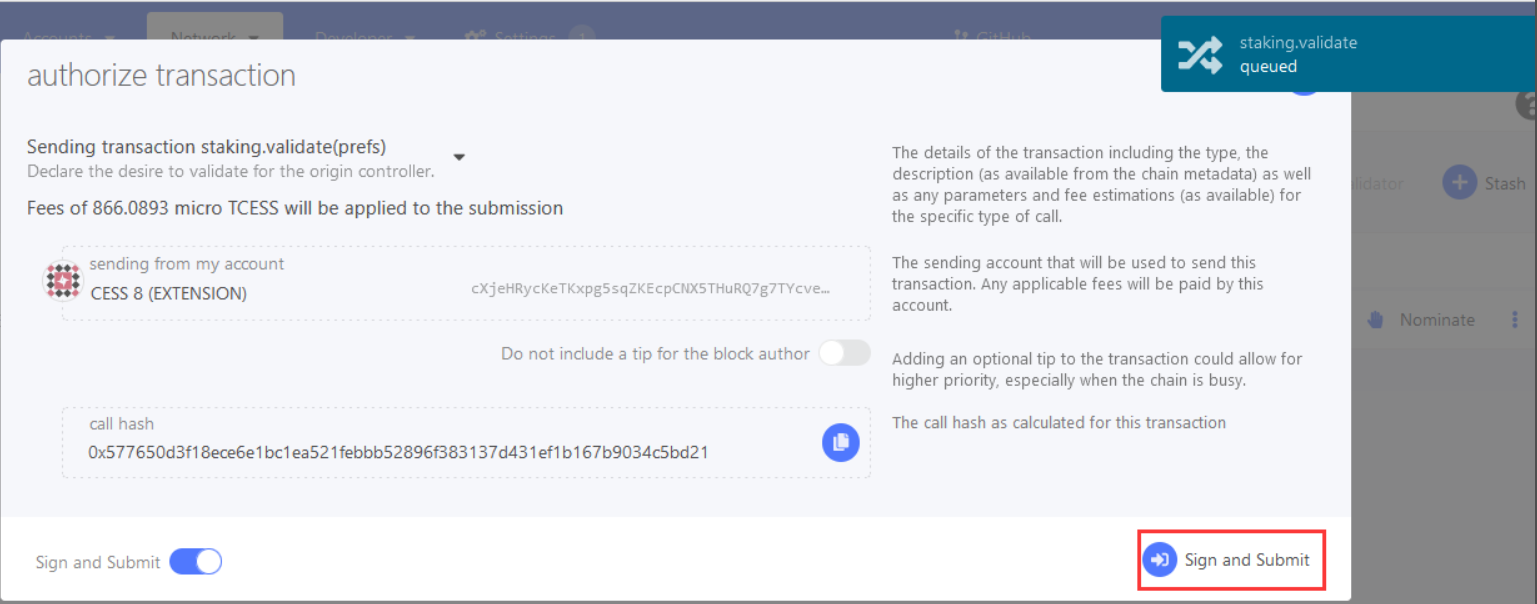 Accounts
Network
Developer
Settings
1
GitHub
staking.validate
queued
authorize transaction
Sending transaction staking.validate(prefs)
Declare the desire to validate for the origin controller.
Fees of 866.0893 micro TCESS will be applied to the submission
The details of the transaction including the type, the
description (as available from the chain metadata) as well
as any parameters and fee estimations (as available) for
the specific type of call.
sending from my account
CESS 8 (EXTENSION)
cXjeHRycKeTKxpg5sqZKEcpCNX5THuRQ7g7TYcve…
The sending account that will be used to send this
transaction. Any applicable fees will be paid by this
account.
Do not include a tip for the block author
Adding an optional tip to the transaction could allow for
higher priority, especially when the chain is busy.
call hash
0x577650d3f18ece6e1bc1ea521febbb52896f383137d431ef1b167b9034c5bd21
The call hash as calculated for this transaction
Sign and Submit
Sign and Submit
Stash
Nominate